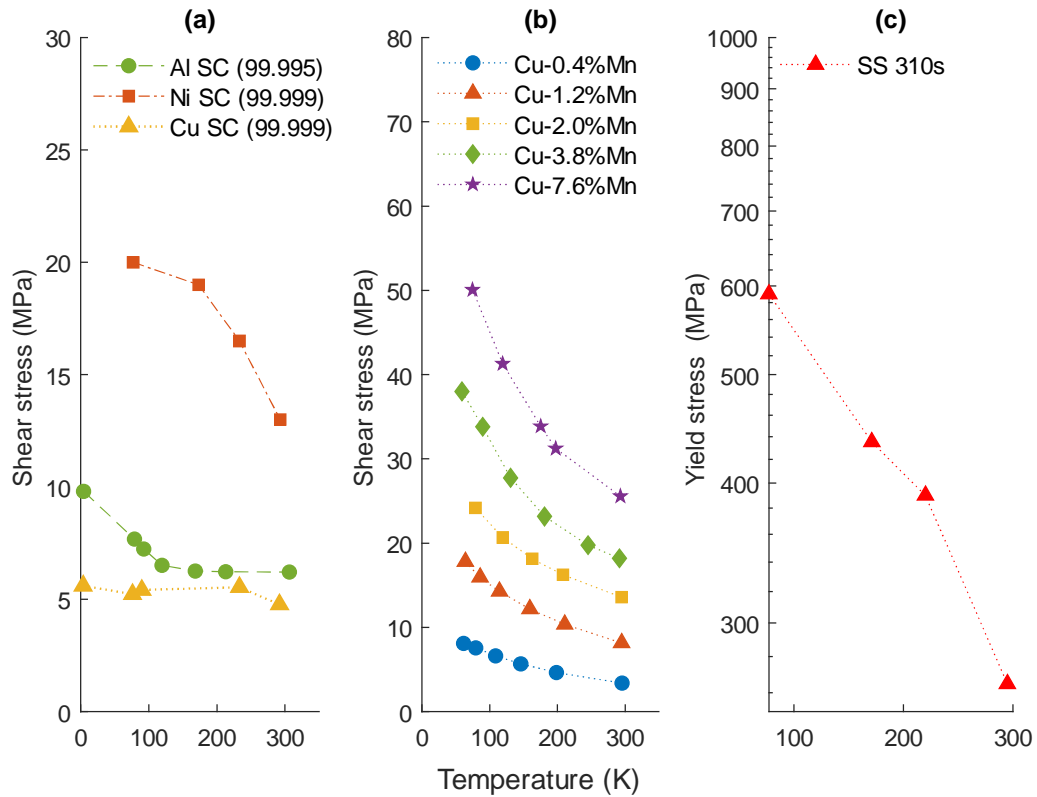 (a)
Shear stress (MPa)
30
25
20
15
10
5
0
0 100 200 300
Al SC (99.995)
Ni SC (99.999)
Cu SC (99.999)
(b)
Shear stress (MPa)
80
70
60
50
40
30
20
10
0
0 100 200 300
Cu-0.4%Mn
Cu-1.2%Mn
Cu-2.0%Mn
Cu-3.8%Mn
Cu-7.6%Mn
(c)
Yield stress (MPa)
1000
900
800
700
600
500
400
300
100 200 300
SS 310s
Temperature (K)